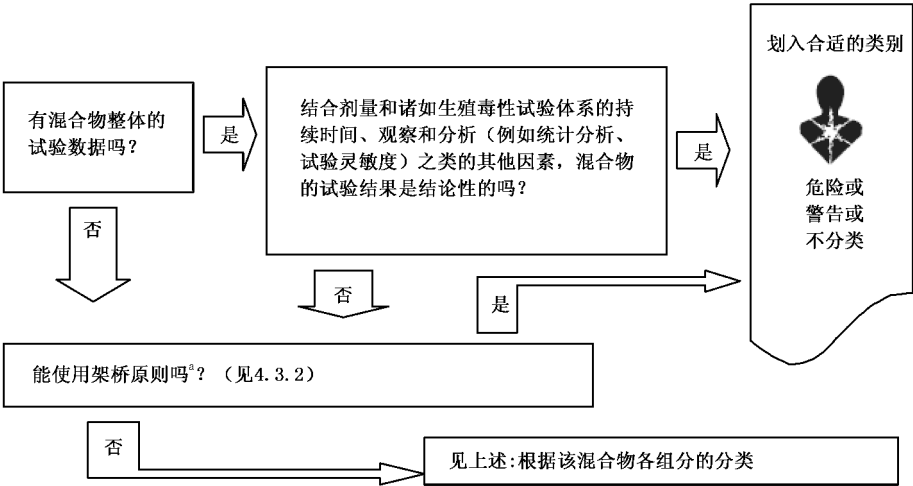 有混合物整体的
试验数据吗？
是
结合剂量和诸如生殖毒性试验体系的持
续时间、观察和分析（例如统计分析、
试验灵敏度）之类的其他因素，混合物
的试验结果是结论性的吗？
是
划入合适的类别
危险或
警告或
不分类
否
否
是
能使用架桥原则吗a？（见4.3.2）
否
见上述:根据该混合物各组分的分类